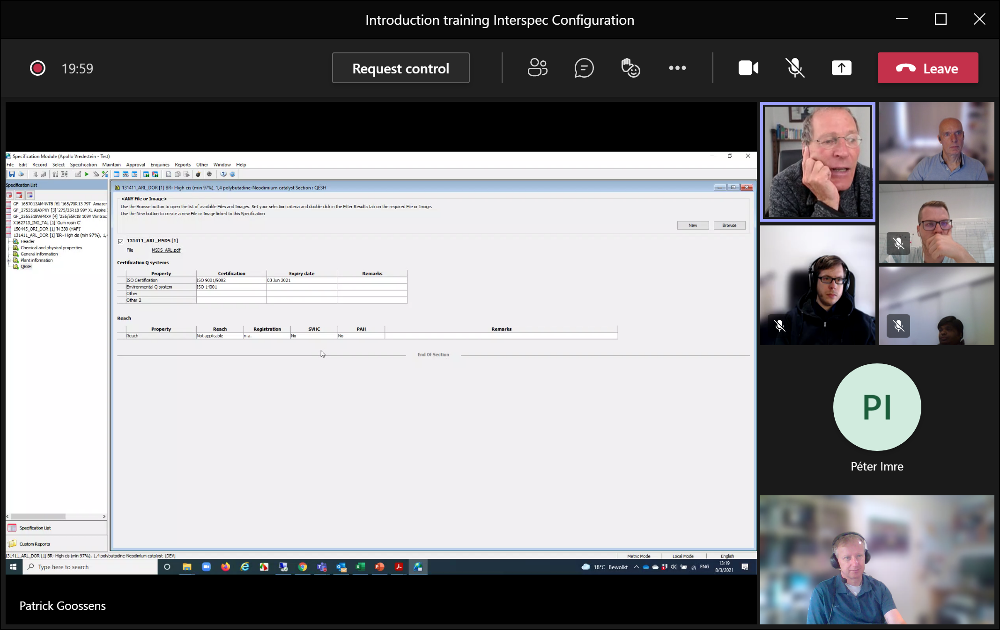 Introduction training Interspec Configuration
19:59
Request control
Leave
Specification Module (Apollo Vredestein - Test)
File Edit Record Select Specification Maintain Approval Enquiries Reports Other Window Help
Specification List
GF_1657013AM4NTB [6] '165/70R13 79T Amazer
GF_2753518AXPXY [3] '275/35R18 99Y XL Aspire
GF_2555518WPRXV [4] '255/55R18 109V Wintrac
X162713_ING_TAL [1] 'Gum rosin C'
150445_ORI_DOR [1] 'N 330 (HAF)'
131411_ARL_DOR [1] 'BR- High cis (min 97%), 1,4
Header
Chemical and physical properties
General information
Plant information
QESH
Specification List
Custom Reports
131411_ARL_DOR [1] BR- High cis (min 97%), 1,4 polybutadine-Neodimium catalyst Section : QESH
<ANY File or Image>
Use the Browse button to open the list of available Files and Images. Set your selection criteria and double click in the Filter Results tab on the required File or Image.
Use the New button to create a new File or Image linked to this Specification
New Browse
131411_ARL_MSDS [1]
File MSDS_ARL.pdf
Certification Q systems
Property Certification Expiry date Remarks
ISO Certification ISO 9001/9002 03 Jun 2021
Environmental Q system ISO 14001
Other
Other 2
Reach
Property Reach Registration SVHC PAH Remarks
Reach Not applicable n.a. No No
End Of Section
131411_ARL_DOR [1] BR- High cis (min 97%), 1,4 polybutadine-Neodimium catalyst [DEV]
Metric Mode Local Mode English
Type here to search
18°C Bewolkt ENG
13:19
8/3/2021
Patrick Goossens
PI
Péter Imre